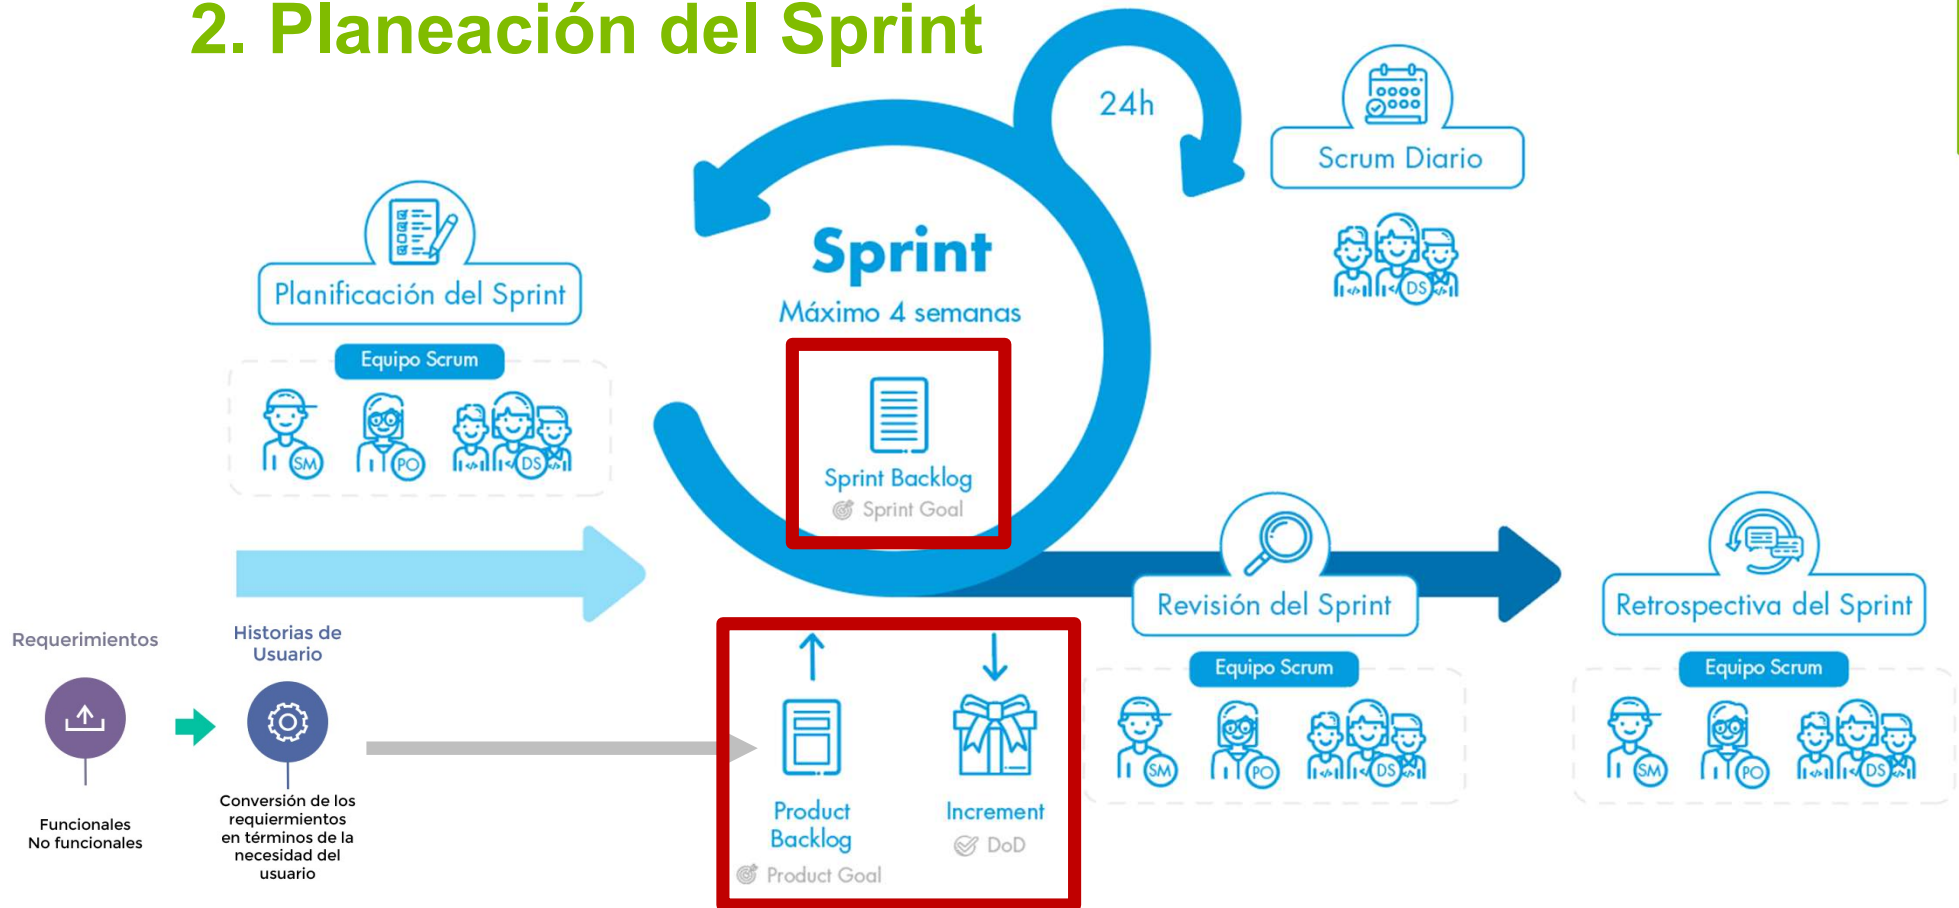 2. Planeación del Sprint
24h
Scrum Diario
DS
Planificación del Sprint
Equipo Scrum
SM
PO
DS
Sprint
Máximo 4 semanas
Sprint Backlog
Sprint Goal
Requerimientos
Funcionales
No funcionales
Historias de
Usuario
Conversión de los
requiermientos
en términos de la
necesidad del
usuario
Product
Backlog
Product Goal
Increment
DoD
Revisión del Sprint
Equipo Scrum
SM
PO
DS
Retrospectiva del Sprint
Equipo Scrum
SM
PO
DS